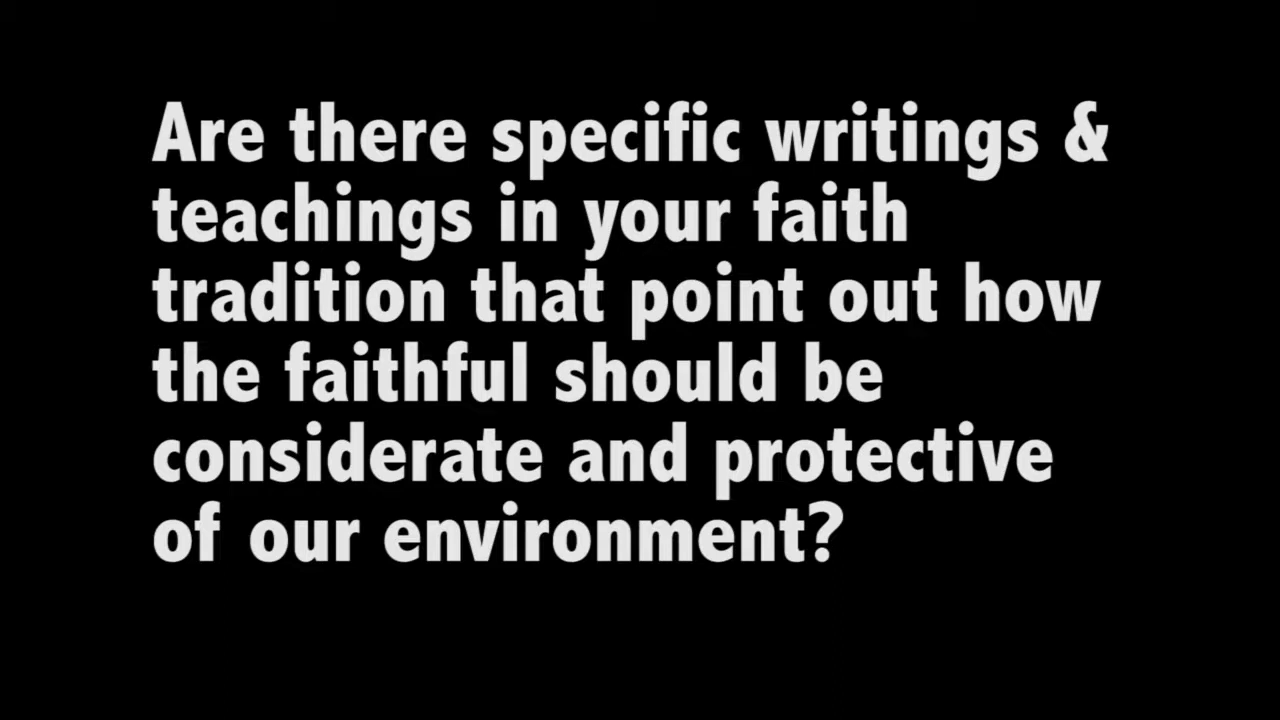 Are there specific writings &
teachings in your faith
tradition that point out how
the faithful should be
considerate and protective
of our environment?